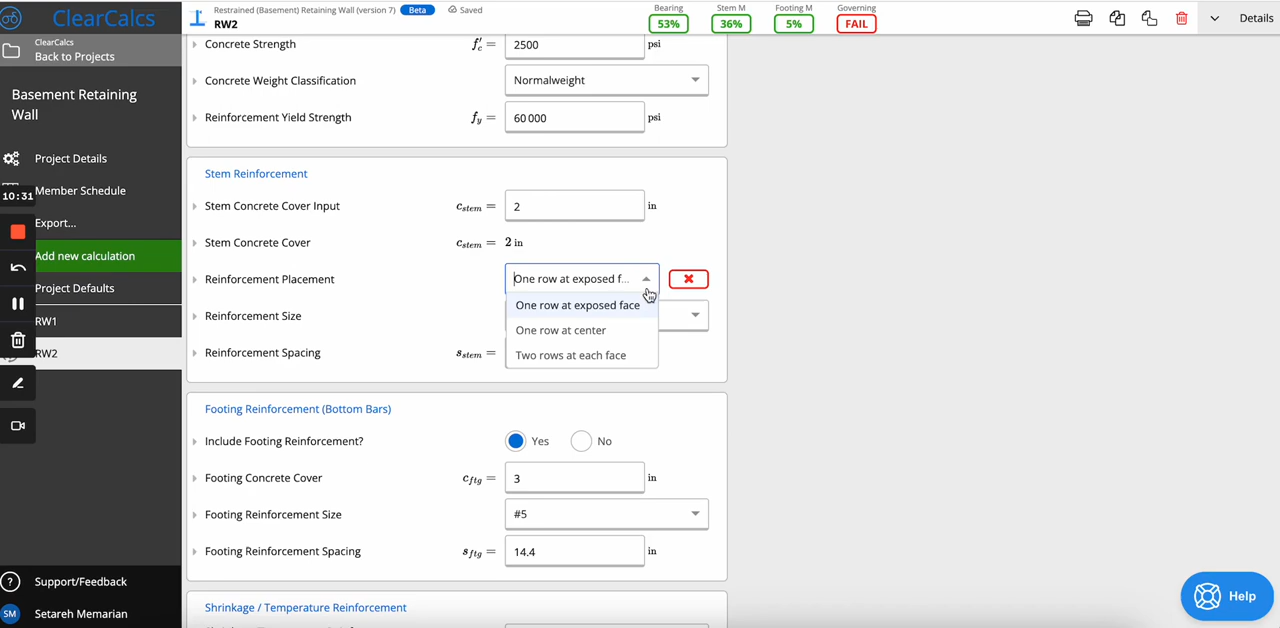 ClearCalcs
Restrained (Basement) Retaining Wall (version 7) Beta Saved
RW2
Bearing
53%
Stem M
36%
Footing M
5%
Governing
FAIL
Details
ClearCalcs
Back to Projects
Basement Retaining
Wall
Project Details
Member Schedule
10:31
Export...
Add new calculation
Project Defaults
RW1
RW2
? Support/Feedback
SM Setareh Memarian
Concrete Strength f′c = 2500 psi
Concrete Weight Classification Normalweight
Reinforcement Yield Strength fy = 60 000 psi
Stem Reinforcement
Stem Concrete Cover Input cstem = 2 in
Stem Concrete Cover cstem = 2 in
Reinforcement Placement One row at exposed f...
One row at exposed face
One row at center
Two rows at each face
Reinforcement Size
Reinforcement Spacing sstem =
Footing Reinforcement (Bottom Bars)
Include Footing Reinforcement? Yes No
Footing Concrete Cover cftg = 3 in
Footing Reinforcement Size #5
Footing Reinforcement Spacing sftg = 14.4 in
Shrinkage / Temperature Reinforcement
Help